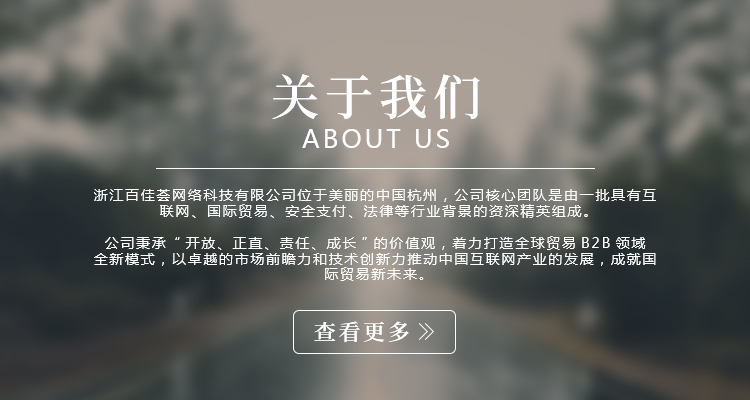 关于我们
ABOUT US
浙江百佳荟网络科技有限公司位于美丽的中国杭州，公司核心团队是由一批具有互
联网、国际贸易、安全支付、法律等行业背景的资深精英组成。
公司秉承“开放、正直、责任、成长”的价值观，着力打造全球贸易 B2B 领域
全新模式，以卓越的市场前瞻力和技术创新力推动中国互联网产业的发展，成就国
际贸易新未来。
查看更多 》